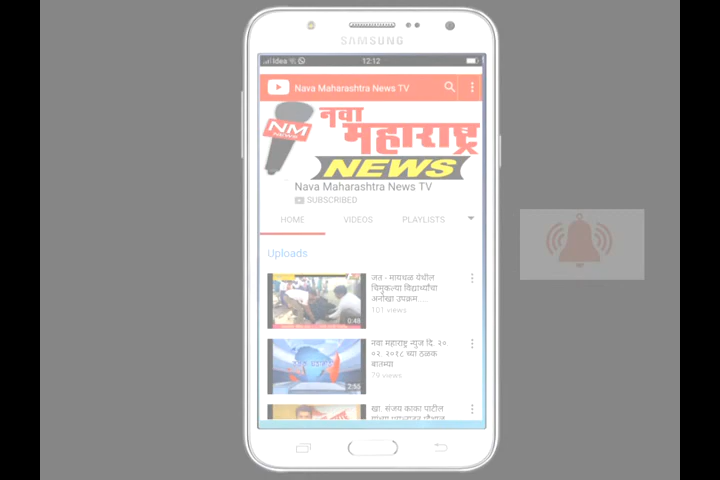 SAMSUNG
Idea
12:12
Nava Maharashtra News TV
NM
नवा
महाराष्ट्र
NEWS
Nava Maharashtra News TV
SUBSCRIBED
HOME VIDEOS PLAYLISTS
Uploads
जत - मायथळ येथील
चिमुकल्या विद्यार्थ्यांचा
अनोखा उपक्रम....
101 views
0:48
नवा महाराष्ट्र न्युज दि. २०.
०२. २०१८ च्या ठळक
बातम्या
79 views
2:55
खा. संजय काका पाटील